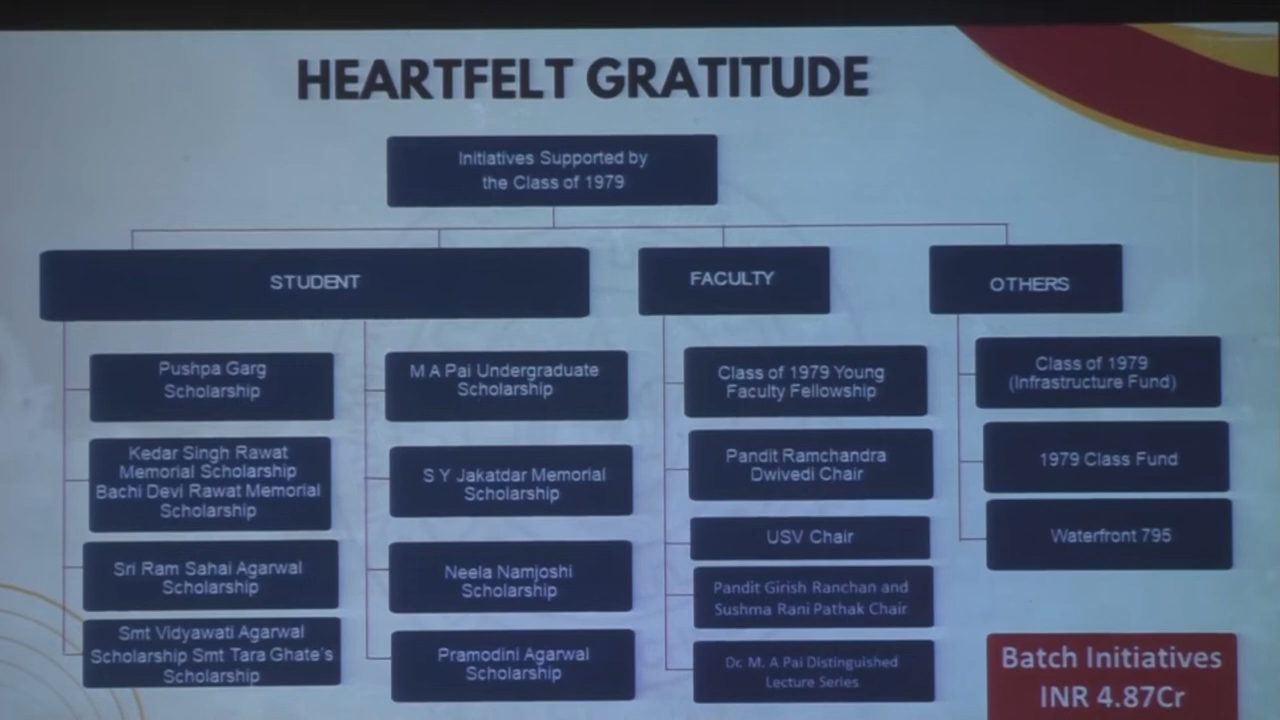 HEARTFELT GRATITUDE
Initiatives Supported by
the Class of 1979
STUDENT
FACULTY
OTHERS
Pushpa Garg
Scholarship
Kedar Singh Rawat
Memorial Scholarship
Bachi Devi Rawat Memorial
Scholarship
Sri Ram Sahai Agarwal
Scholarship
Smt Vidyawati Agarwal
Scholarship Smt Tara Ghate's
Scholarship
M A Pai Undergraduate
Scholarship
S Y Jakatdar Memorial
Scholarship
Neela Namjoshi
Scholarship
Pramodini Agarwal
Scholarship
Class of 1979 Young
Faculty Fellowship
Pandit Ramchandra
Dwivedi Chair
USV Chair
Pandit Girish Ranchan and
Sushma Rani Pathak Chair
Dr. M. A Pai Distinguished
Lecture Series
Class of 1979
(Infrastructure Fund)
1979 Class Fund
Waterfront 795
Batch Initiatives
INR 4.87Cr